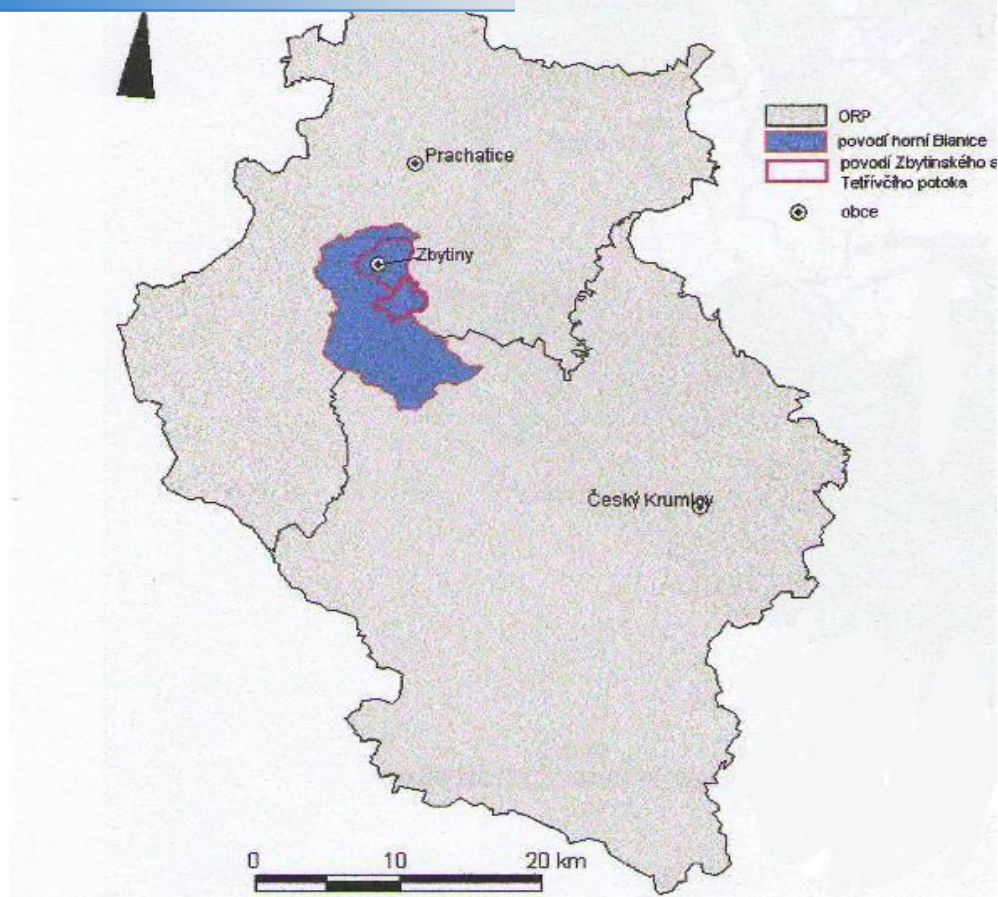 ORP
povodí horní Blanice
povodí Zbytinského a
Tetřívčího potoka
obce
Prachatice
Zbytiny
Český Krumlov
0 10 20 km